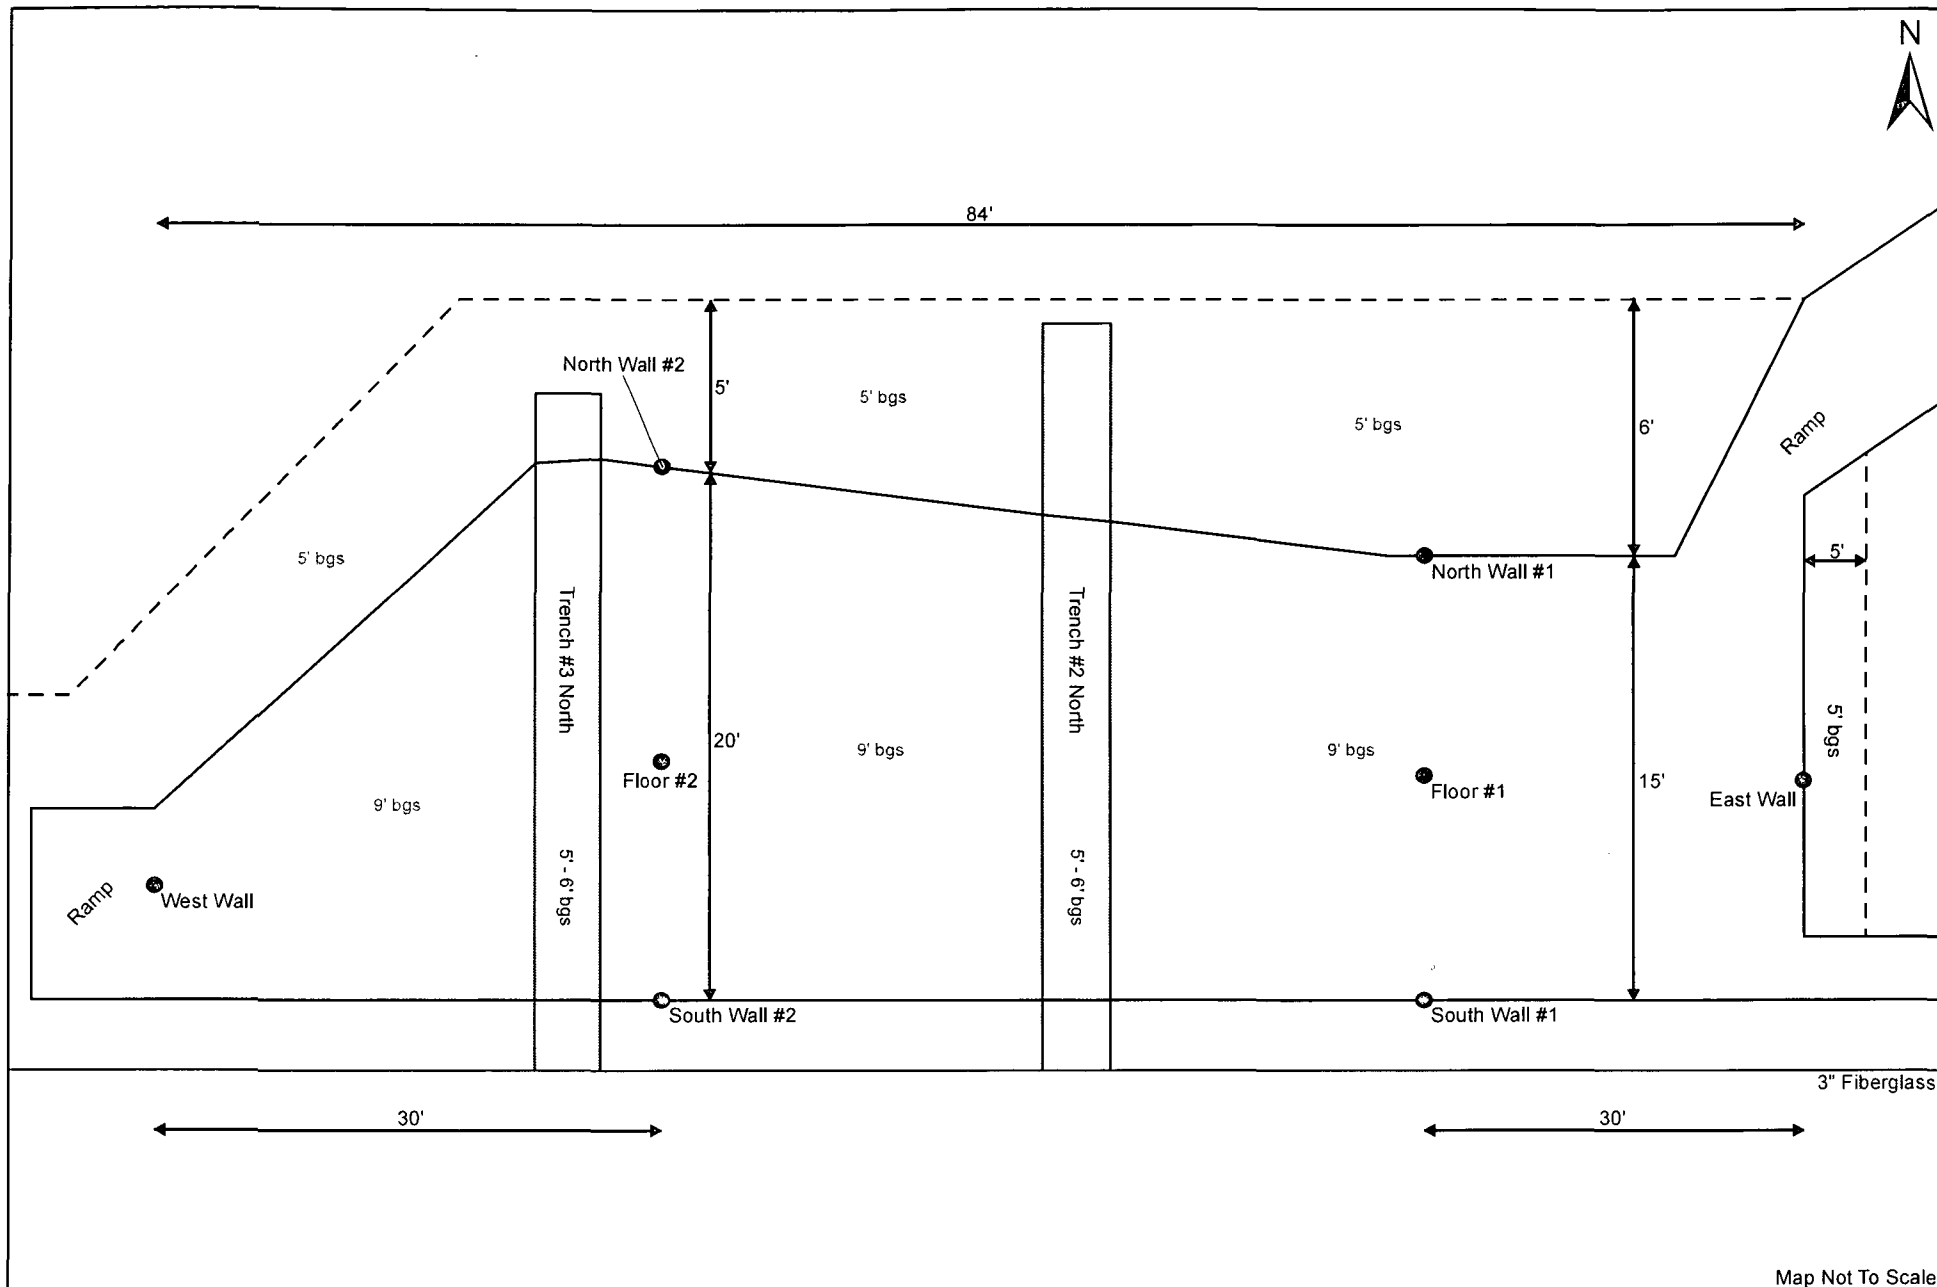 N
84'
North Wall #2
5'
5' bgs
5' bgs
6'
Ramp
5' bgs
North Wall #1
5'
Trench #3 North
Trench #2 North
5' bgs
20'
9' bgs
9' bgs
Floor #2
Floor #1
15'
East Wall
9' bgs
5' - 6' bgs
5' - 6' bgs
Ramp
West Wall
South Wall #2
South Wall #1
3" Fiberglass
30'
30'
Map Not To Scale